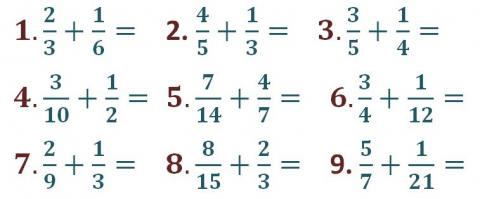 1. 2/3 + 1/6 = 2. 4/5 + 1/3 = 3. 3/5 + 1/4 =
4. 3/10 + 1/2 = 5. 7/14 + 4/7 = 6. 3/4 + 1/12 =
7. 2/9 + 1/3 = 8. 8/15 + 2/3 = 9. 5/7 + 1/21 =